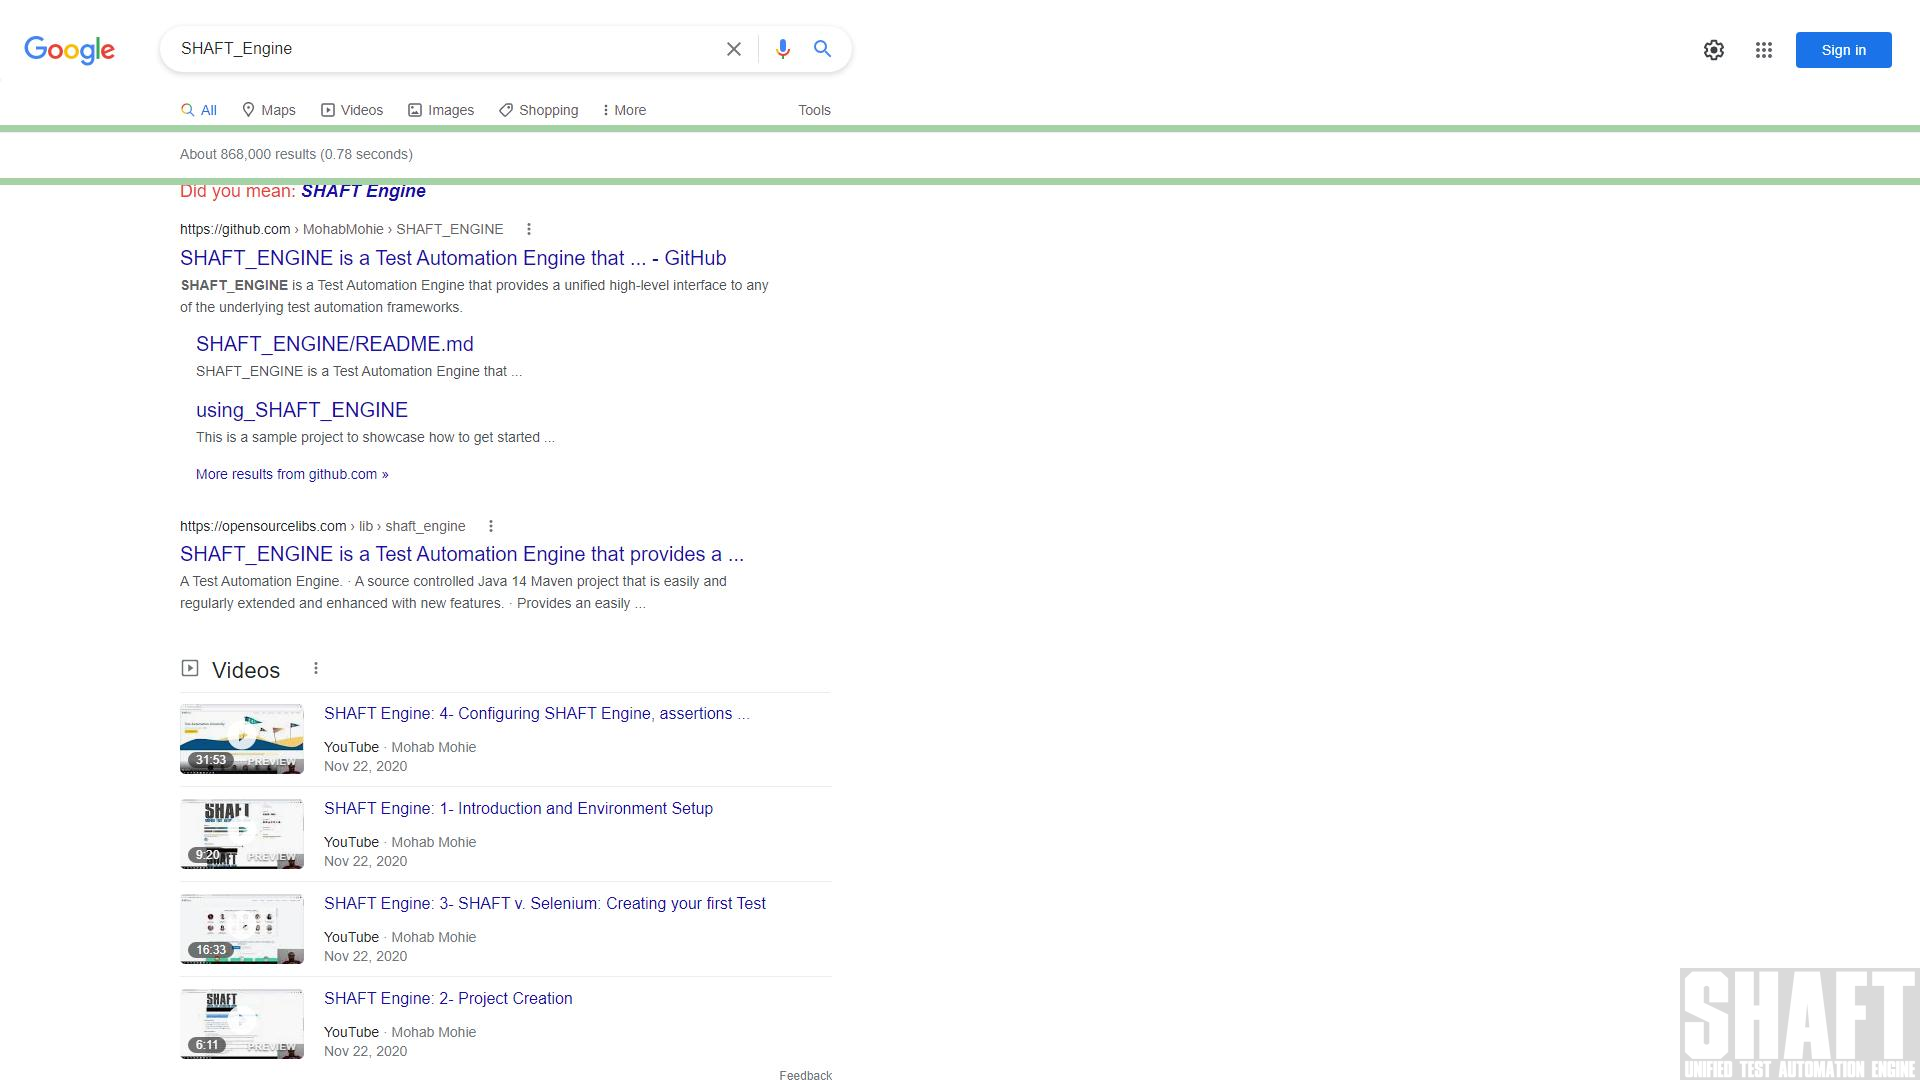 Google
SHAFT_Engine
Sign in
All
Maps
Videos
Images
Shopping
More
Tools
About 868,000 results (0.78 seconds)
Did you mean: SHAFT Engine
https://github.com › MohabMohie › SHAFT_ENGINE
SHAFT_ENGINE is a Test Automation Engine that ... - GitHub
SHAFT_ENGINE is a Test Automation Engine that provides a unified high-level interface to any
of the underlying test automation frameworks.
SHAFT_ENGINE/README.md
SHAFT_ENGINE is a Test Automation Engine that ...
using_SHAFT_ENGINE
This is a sample project to showcase how to get started ...
More results from github.com »
https://opensourcelibs.com › lib › shaft_engine
SHAFT_ENGINE is a Test Automation Engine that provides a ...
A Test Automation Engine. · A source controlled Java 14 Maven project that is easily and
regularly extended and enhanced with new features. · Provides an easily ...
Videos
31:53
PREVIEW
SHAFT Engine: 4- Configuring SHAFT Engine, assertions ...
YouTube · Mohab Mohie
Nov 22, 2020
SHAFT
9:20
PREVIEW
SHAFT Engine: 1- Introduction and Environment Setup
YouTube · Mohab Mohie
Nov 22, 2020
16:33
SHAFT Engine: 3- SHAFT v. Selenium: Creating your first Test
YouTube · Mohab Mohie
Nov 22, 2020
SHAFT
6:11
PREVIEW
SHAFT Engine: 2- Project Creation
YouTube · Mohab Mohie
Nov 22, 2020
Feedback
SHAFT
UNIFIED TEST AUTOMATION ENGINE